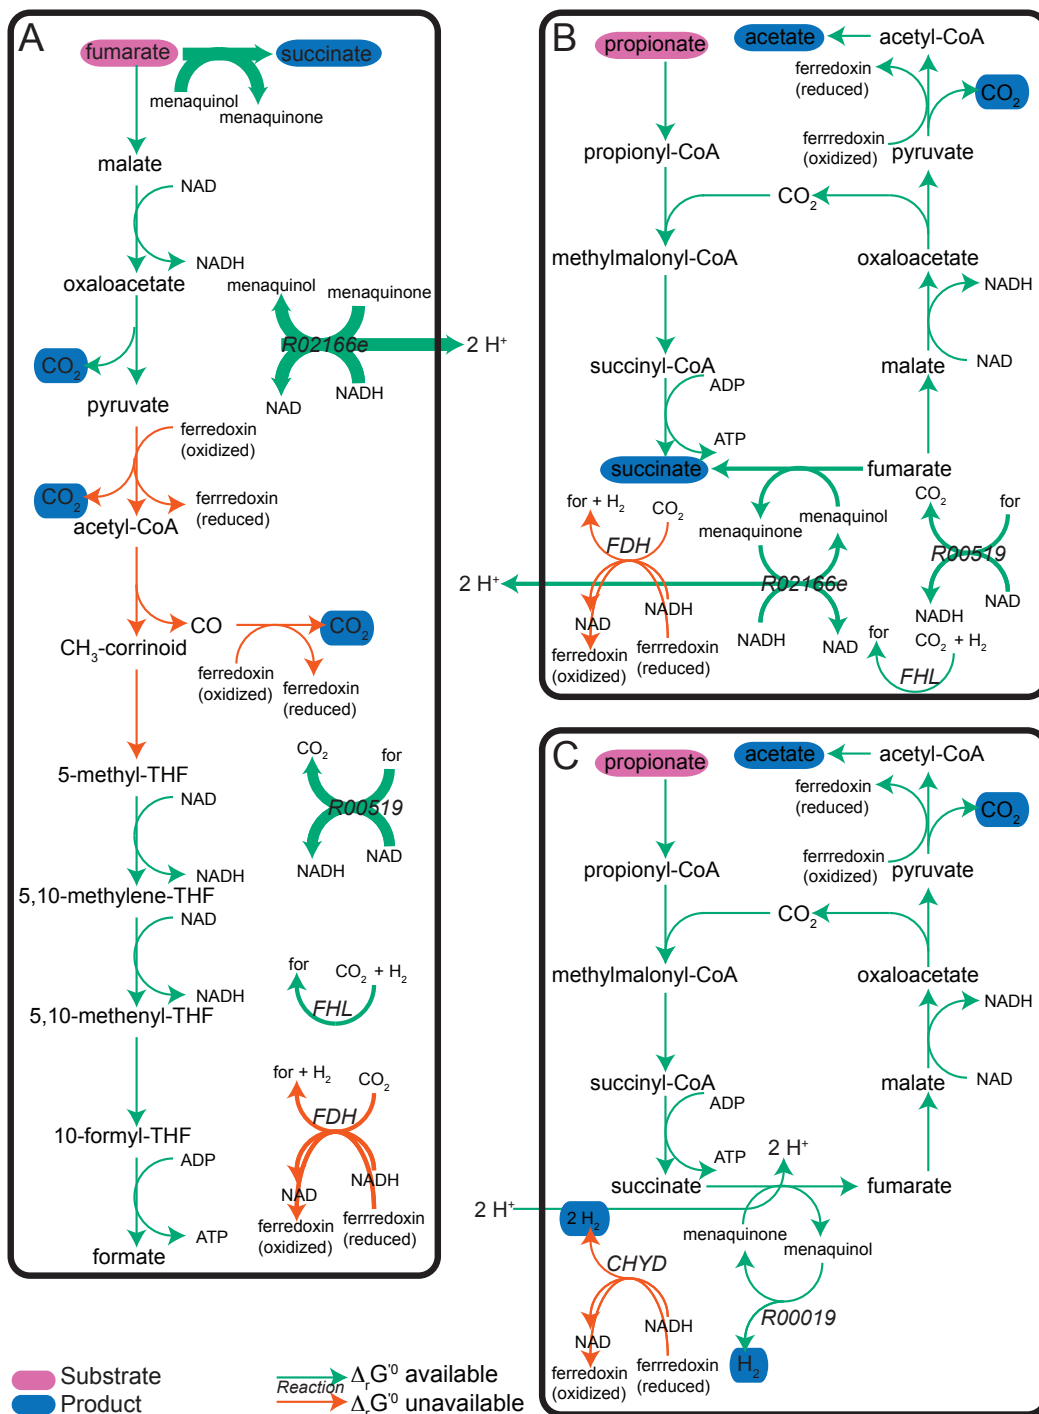 A
fumarate
succinate
menaquinol
menaquinone
malate
NAD
NADH
oxaloacetate
menaquinol
menaquinone
R02166e
2 H⁺
CO₂
NAD
NADH
pyruvate
ferredoxin
(oxidized)
CO₂
ferrredoxin
(reduced)
acetyl-CoA
CO
CO₂
CH₃-corrinoid
ferredoxin
(oxidized)
ferredoxin
(reduced)
CO₂
for
5-methyl-THF
NAD
R00519
NADH
NADH
NAD
5,10-methylene-THF
NAD
for
CO₂ + H₂
NADH
FHL
5,10-methenyl-THF
for + H₂
CO₂
FDH
10-formyl-THF
ADP
NAD
NADH
ATP
ferredoxin
(oxidized)
ferrredoxin
(reduced)
formate
B
propionate
acetate
acetyl-CoA
ferredoxin
(reduced)
CO₂
ferrredoxin
(oxidized)
propionyl-CoA
pyruvate
CO₂
methylmalonyl-CoA
oxaloacetate
NADH
succinyl-CoA
malate
NAD
ADP
ATP
succinate
fumarate
for + H₂
CO₂
menaquinone
menaquinol
CO₂
for
FDH
R00519
2 H⁺
R02166e
NAD
NADH
NADH
NAD
NADH
NAD
ferredoxin
(oxidized)
ferrredoxin
(reduced)
for
CO₂ + H₂
FHL
C
propionate
acetate
acetyl-CoA
ferredoxin
(reduced)
CO₂
ferrredoxin
(oxidized)
propionyl-CoA
pyruvate
CO₂
methylmalonyl-CoA
oxaloacetate
NADH
succinyl-CoA
malate
NAD
ADP
ATP
2 H⁺
succinate
fumarate
2 H⁺
2 H₂
menaquinone
menaquinol
CHYD
R00019
NAD
NADH
H₂
ferredoxin
(oxidized)
ferrredoxin
(reduced)
Substrate
Product
Reaction
ΔᵣG'⁰ available
ΔᵣG'⁰ unavailable